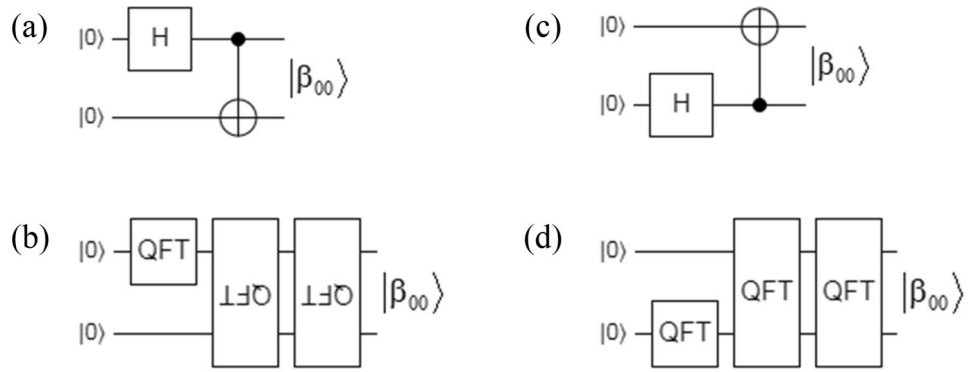 (a) |0⟩ H |β₀₀⟩
|0⟩
(c) |0⟩ |β₀₀⟩
|0⟩ H
(b) |0⟩ QFT QFT QFT |β₀₀⟩
|0⟩
(d) |0⟩ QFT QFT |β₀₀⟩
|0⟩ QFT